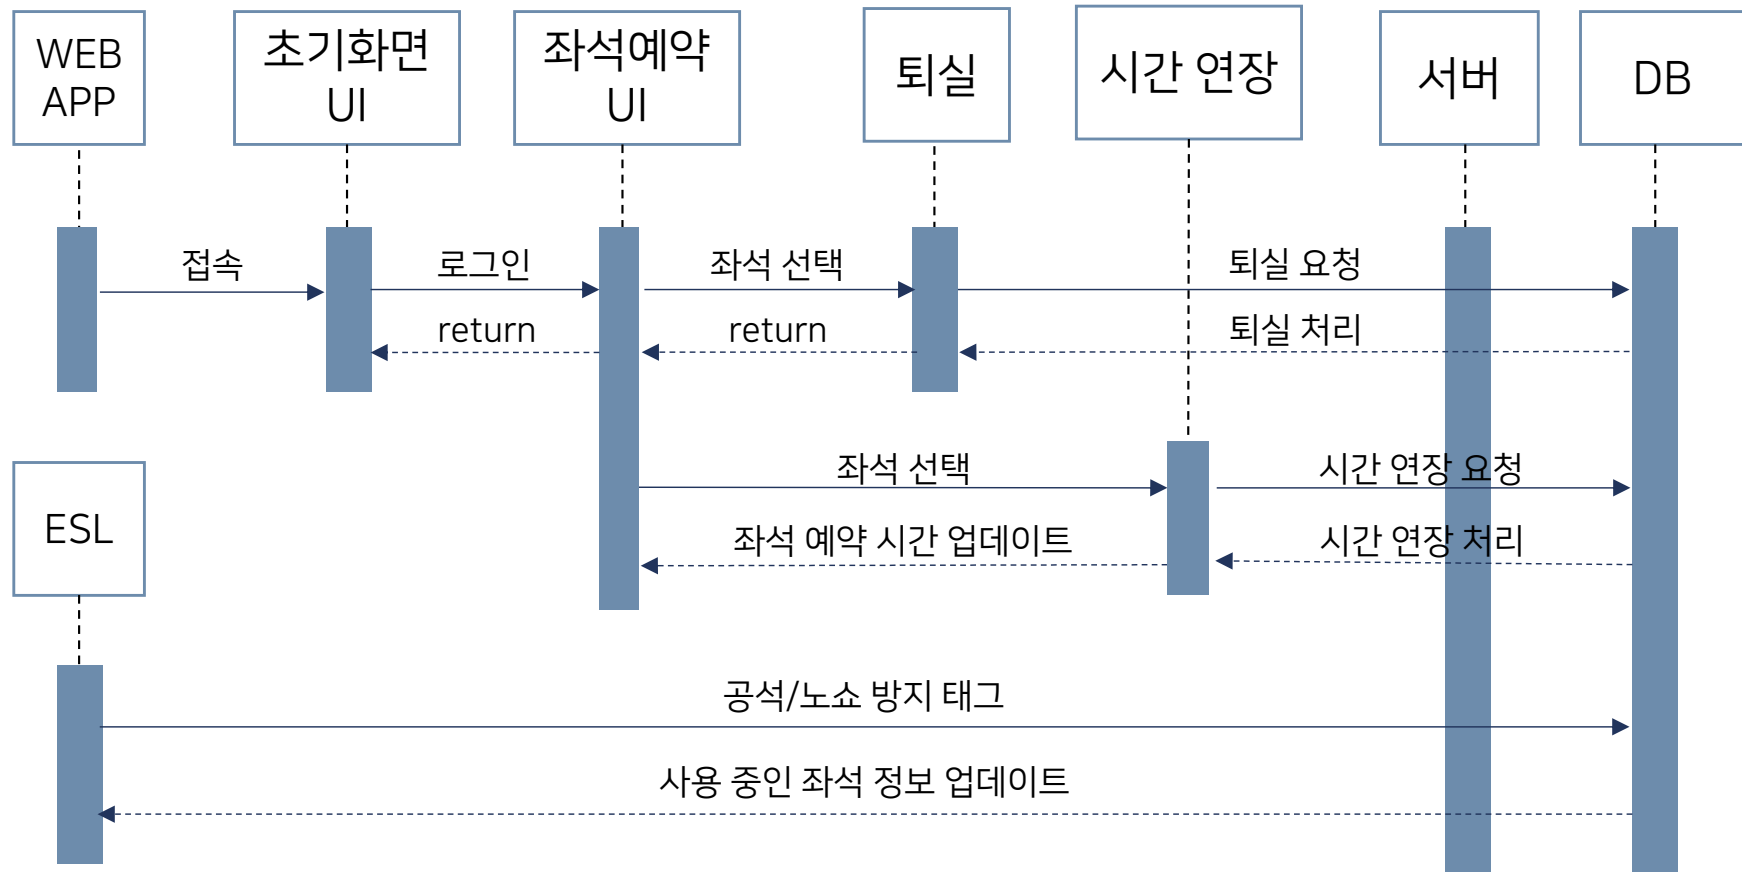 WEB
APP
초기화면
UI
좌석예약
UI
퇴실
시간 연장
서버
DB
접속
로그인
좌석 선택
퇴실 요청
return
return
퇴실 처리
좌석 선택
시간 연장 요청
ESL
좌석 예약 시간 업데이트
시간 연장 처리
공석/노쇼 방지 태그
사용 중인 좌석 정보 업데이트